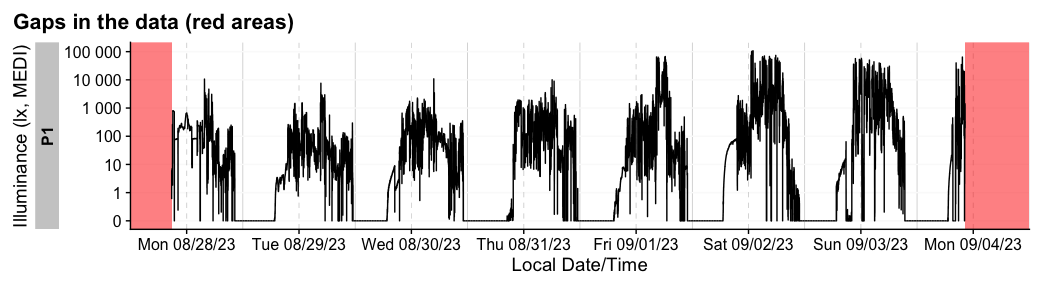 Gaps in the data (red areas)
Illuminance (lx, MEDI)
P1
100 000
10 000
1 000
100
10
1
0
Mon 08/28/23 Tue 08/29/23 Wed 08/30/23 Thu 08/31/23 Fri 09/01/23 Sat 09/02/23 Sun 09/03/23 Mon 09/04/23
Local Date/Time